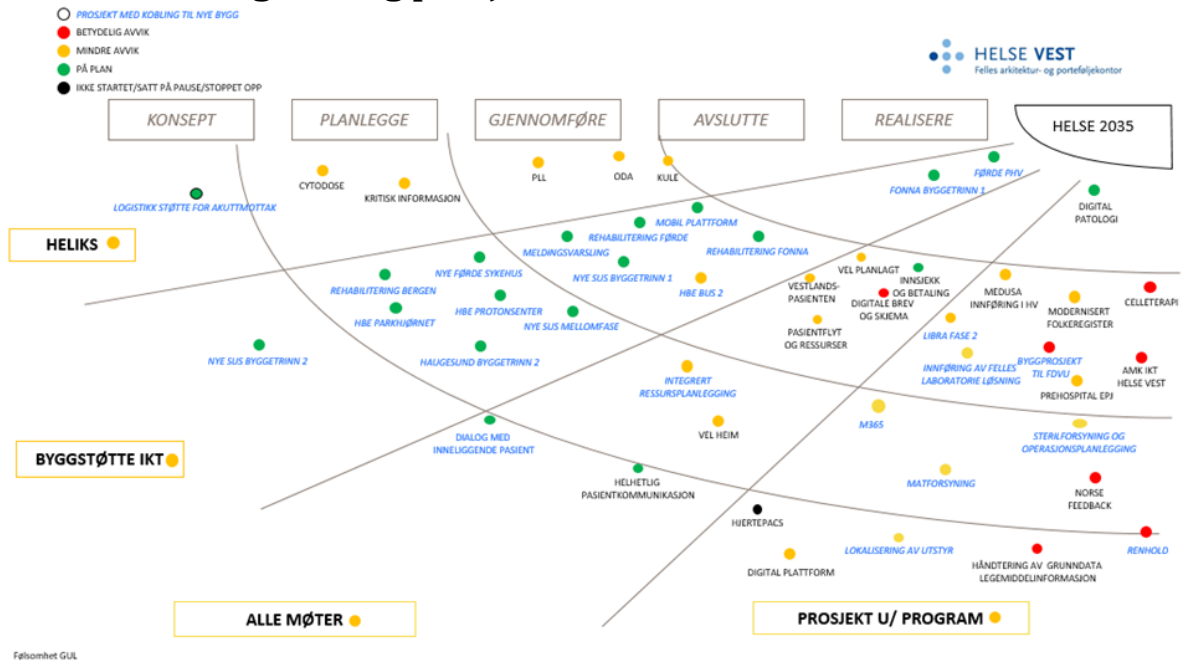 PROSJEKT MED KOBLING TIL NYE BYGG
BETYDELIG AVVIK
MINDRE AVVIK
PÅ PLAN
IKKE STARTET/SATT PÅ PAUSE/STOPPET OPP
HELSE VEST
Felles arkitektur- og porteføljekontor
KONSEPT
PLANLEGGE
GJENNOMFØRE
AVSLUTTE
REALISERE
HELSE 2035
CYTODOSE
KRITISK INFORMASJON
PLL
ODA
KULE
FØRDE PHV
FONNA BYGGETRINN 1
DIGITAL
PATOLOGI
LOGISTIKK STØTTE FOR AKUTTMOTTAK
HELIKS
MOBIL PLATTFORM
REHABILITERING FØRDE
MELDINGSVARSLING
REHABILITERING FONNA
NYE FØRDE SYKEHUS
NYE SUS BYGGETRINN 1
REHABILITERING BERGEN
HBE BUS 2
HBE PARKHJØRNET
HBE PROTONSENTER
NYE SUS MELLOMFASE
NYE SUS BYGGETRINN 2
HAUGESUND BYGGETRINN 2
VEL PLANLAGT
VESTLANDS-
PASIENTEN
INNSJEKK
OG BETALING
DIGITALE BREV
OG SKJEMA
PASIENTFLYT
OG RESSURSER
MEDUSA
INNFØRING I HV
MODERNISERT
FOLKEREGISTER
CELLETERAPI
LIBRA FASE 2
INNFØRING AV FELLES
LABORATORIE LØSNING
BYGGPROSJEKT
TIL FDVU
AMK IKT
HELSE VEST
PREHOSPITAL EPJ
INTEGRERT
RESSURSPLANLEGGING
VEL HEIM
M365
STERILFORSYNING OG
OPERASJONSPLANLEGGING
DIALOG MED
INNELIGGENDE PASIENT
BYGGSTØTTE IKT
HELHETLIG
PASIENTKOMMUNIKASJON
MATFORSYNING
NORSE
FEEDBACK
HJERTEPACS
DIGITAL PLATTFORM
LOKALISERING AV UTSTYR
HÅNDTERING AV GRUNNDATA
LEGEMIDDELINFORMASJON
RENHOLD
ALLE MØTER
PROSJEKT U/ PROGRAM
Følsomhet GUL